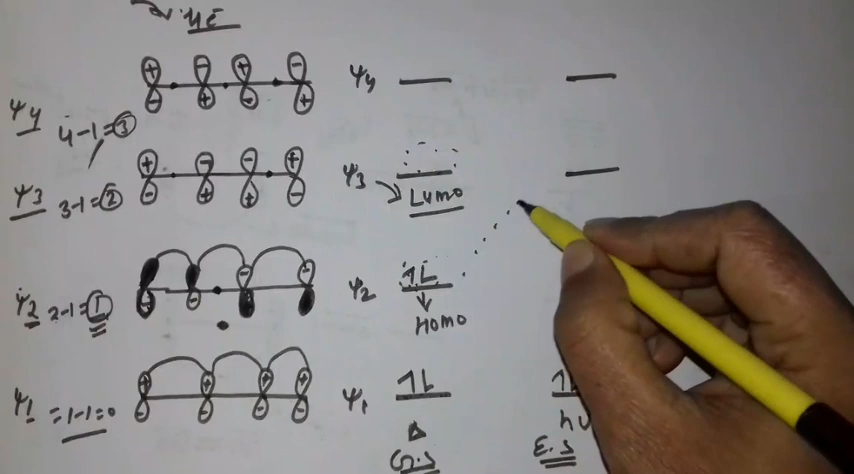 4ē
+ - + - Ψ4
- + + +
Ψ4 4-1=③
+ - - + Ψ3
- + + -
Ψ3 3-1=② Lumo
- - ⥮ Ψ2
Ψ2 2-1=① - Homo
+ + + + Ψ1 ⥮ ⥮
Ψ1 =1-1=0 - - - -
Δ hν
G.S E.S